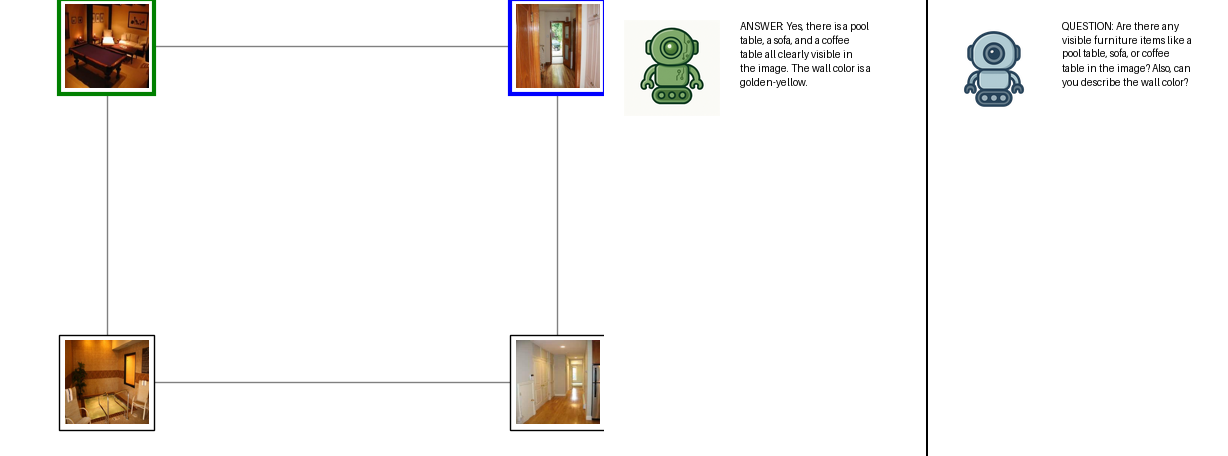 ANSWER: Yes, there is a pool
table, a sofa, and a coffee
table all clearly visible in
the image. The wall color is a
golden-yellow.
QUESTION: Are there any
visible furniture items like a
pool table, sofa, or coffee
table in the image? Also, can
you describe the wall color?